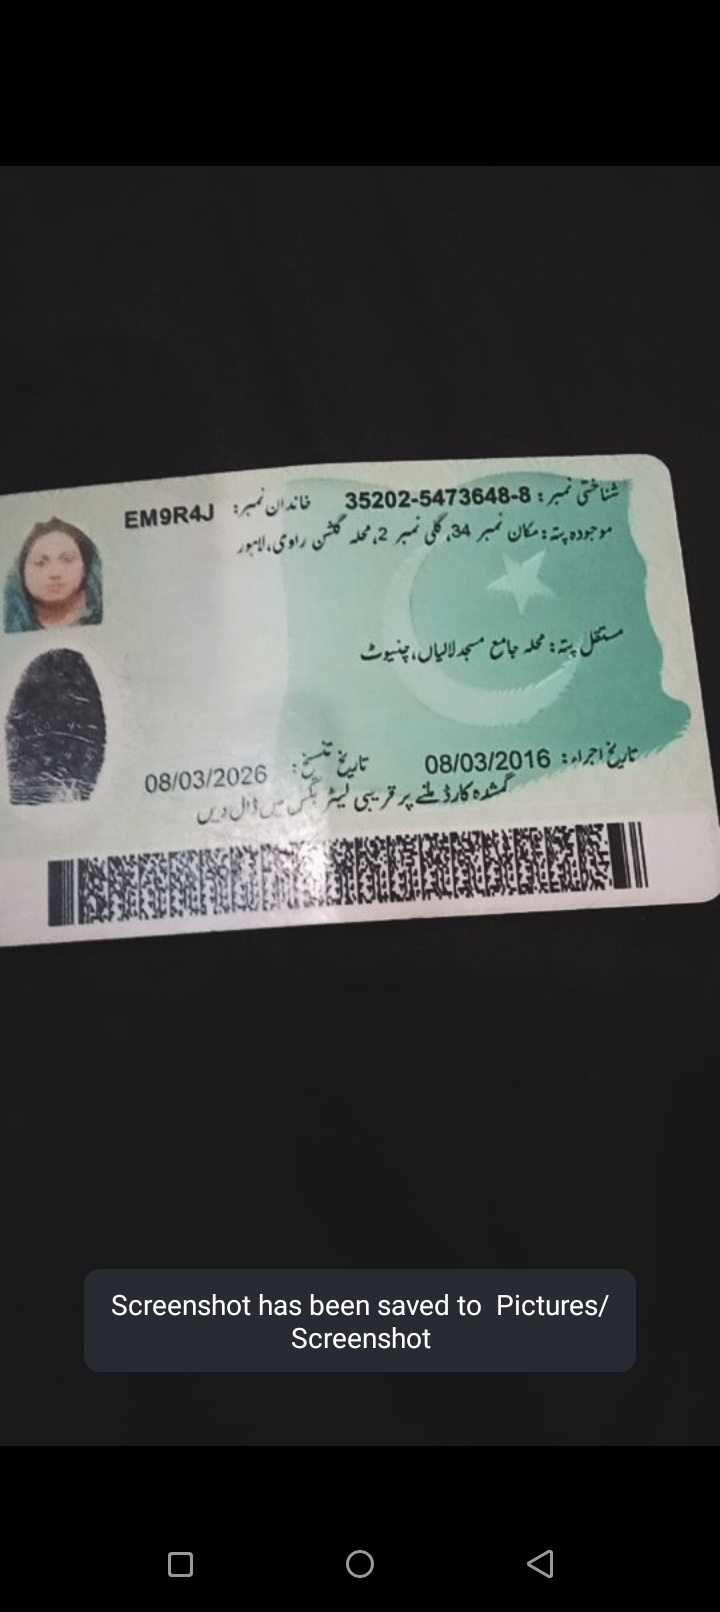 شناختی نمبر: 35202-5473648-8 خاندان نمبر: EM9R4J
موجودہ پتہ: مکان نمبر 34، گلی نمبر 2، محلہ گلشن راوی، لاہور
مستقل پتہ: محلہ جامع مسجد لالیاں، چنیوٹ
تاریخ اجراء: 08/03/2016 تاریخ تنسیخ: 08/03/2026
گمشدہ کارڈ ملنے پر قریبی لیٹر بکس میں ڈال دیں
Screenshot has been saved to Pictures/
Screenshot